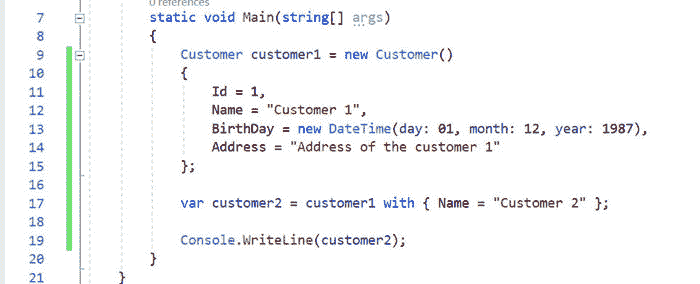 0 references
7 static void Main(string[] args)
8 {
9 Customer customer1 = new Customer()
10 {
11 Id = 1,
12 Name = "Customer 1",
13 BirthDay = new DateTime(day: 01, month: 12, year: 1987),
14 Address = "Address of the customer 1"
15 };
16
17 var customer2 = customer1 with { Name = "Customer 2" };
18
19 Console.WriteLine(customer2);
20 }
21 }